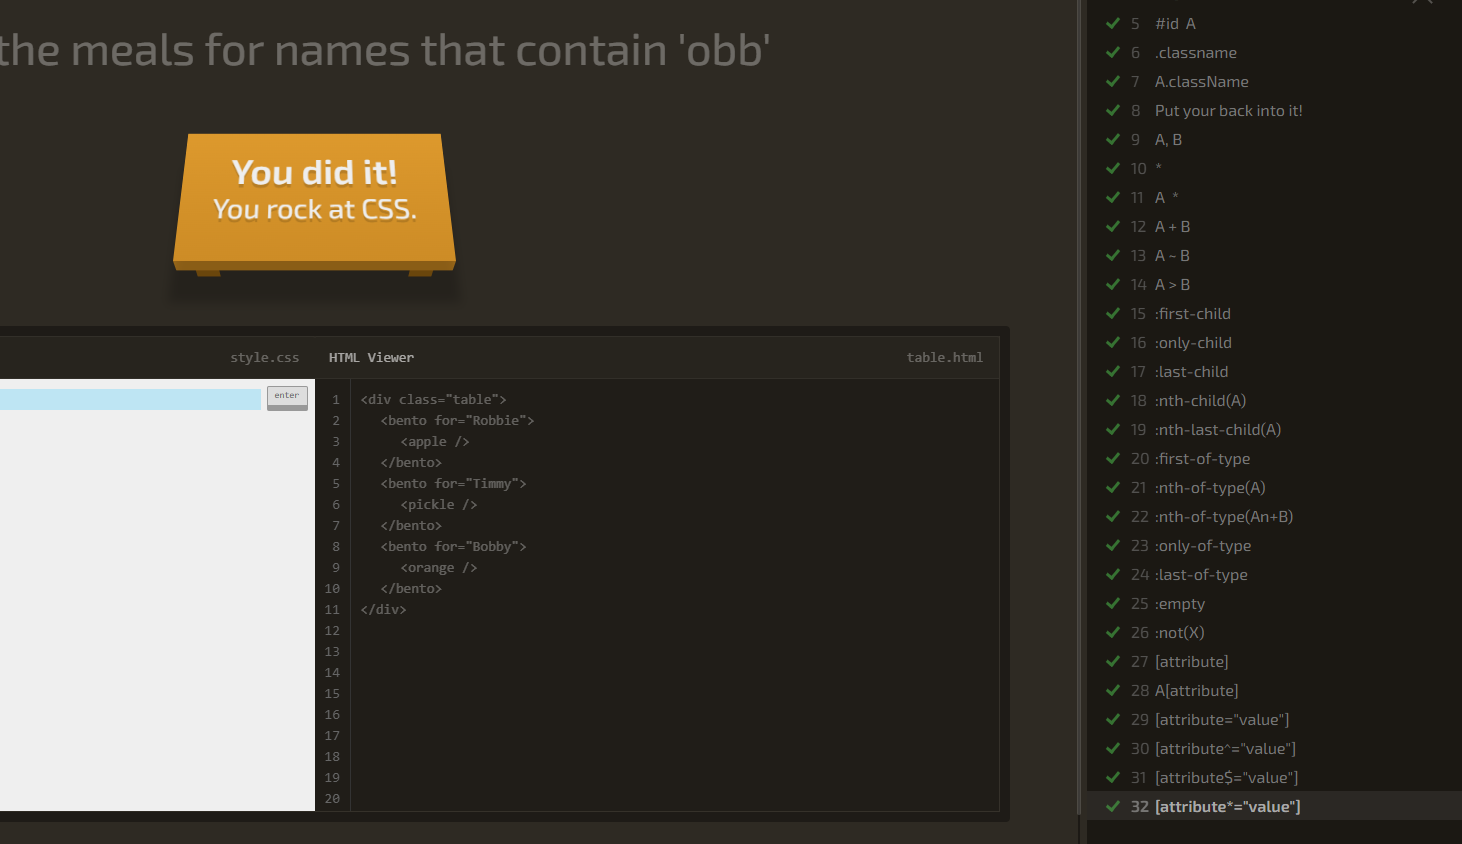 the meals for names that contain 'obb'
You did it!
You rock at CSS.
style.css
HTML Viewer
table.html
enter
1 <div class="table">
2 <bento for="Robbie">
3 <apple />
4 </bento>
5 <bento for="Timmy">
6 <pickle />
7 </bento>
8 <bento for="Bobby">
9 <orange />
10 </bento>
11 </div>
12
13
14
15
16
17
18
19
20
5 #id A
6 .classname
7 A.className
8 Put your back into it!
9 A, B
10 *
11 A *
12 A + B
13 A ~ B
14 A > B
15 :first-child
16 :only-child
17 :last-child
18 :nth-child(A)
19 :nth-last-child(A)
20 :first-of-type
21 :nth-of-type(A)
22 :nth-of-type(An+B)
23 :only-of-type
24 :last-of-type
25 :empty
26 :not(X)
27 [attribute]
28 A[attribute]
29 [attribute="value"]
30 [attribute^="value"]
31 [attribute$="value"]
32 [attribute*="value"]